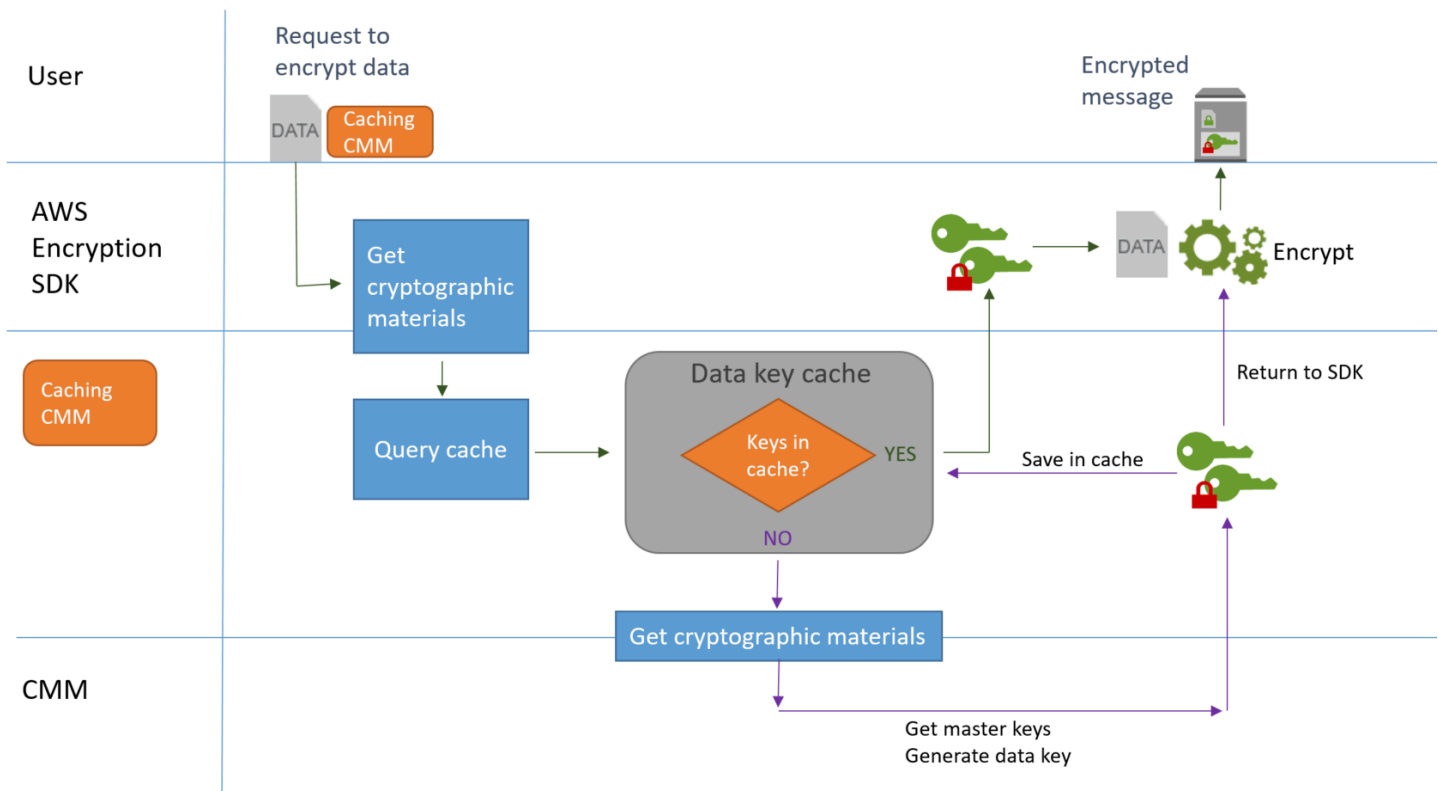 User
Request to
encrypt data
DATA
Caching
CMM
Encrypted
message
AWS
Encryption
SDK
Get
cryptographic
materials
DATA
Encrypt
Caching
CMM
Query cache
Data key cache
Keys in
cache?
YES
NO
Save in cache
Return to SDK
Get cryptographic materials
CMM
Get master keys
Generate data key